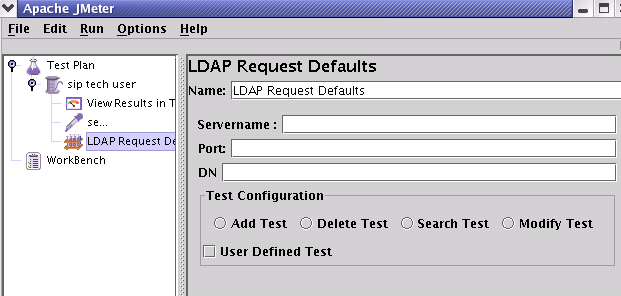 Apache JMeter
File Edit Run Options Help
Test Plan
sip tech user
View Results in T
se...
LDAP Request De
WorkBench
LDAP Request Defaults
Name: LDAP Request Defaults
Servername :
Port:
DN
Test Configuration
Add Test Delete Test Search Test Modify Test
User Defined Test